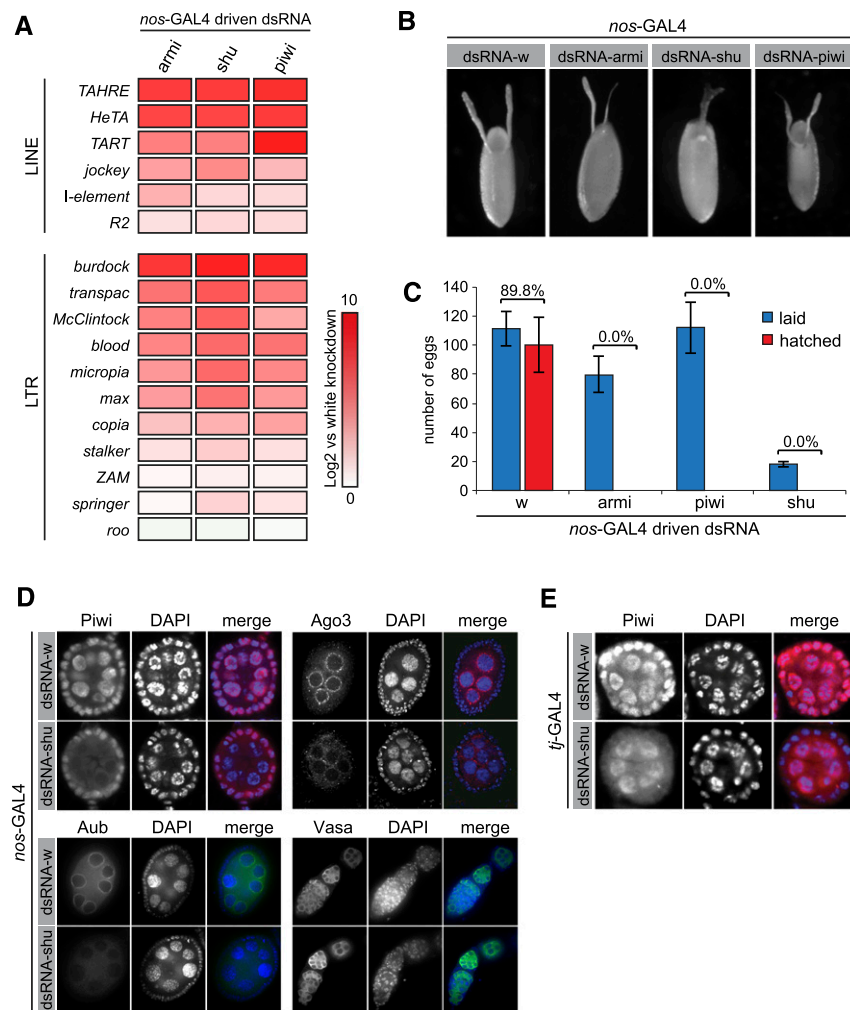 A
nos-GAL4 driven dsRNA
armi shu piwi
LINE
TAHRE
HeTA
TART
jockey
I-element
R2
LTR
burdock
transpac
McClintock
blood
micropia
max
copia
stalker
ZAM
springer
roo
10
Log2 vs white knockdown
0
B
nos-GAL4
dsRNA-w dsRNA-armi dsRNA-shu dsRNA-piwi
C
number of eggs
140
120
100
80
60
40
20
0
89.8%
0.0%
0.0%
0.0%
laid
hatched
w armi piwi shu
nos-GAL4 driven dsRNA
D
nos-GAL4
Piwi DAPI merge Ago3 DAPI merge
dsRNA-w
dsRNA-shu
Aub DAPI merge Vasa DAPI merge
dsRNA-w
dsRNA-shu
E
tj-GAL4
Piwi DAPI merge
dsRNA-w
dsRNA-shu